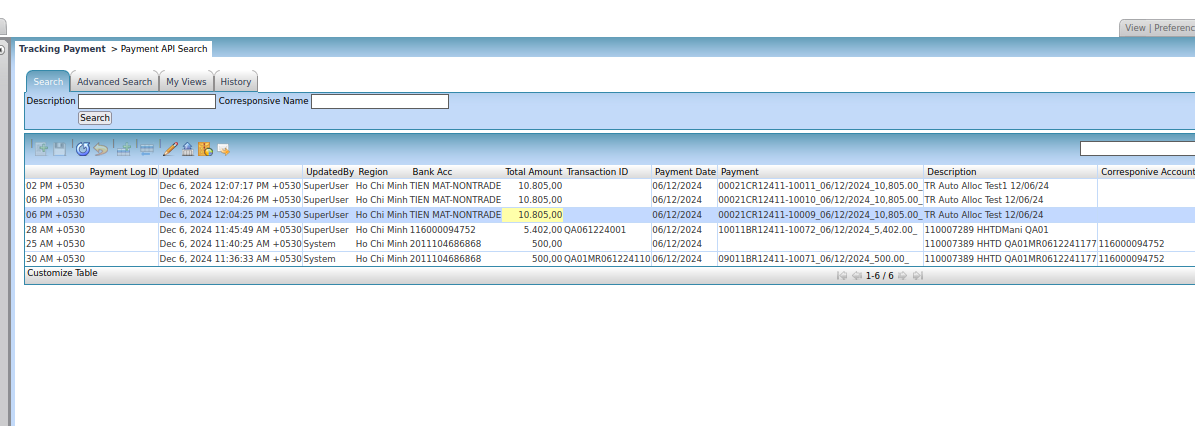 View | Preferenc
Tracking Payment > Payment API Search
Search Advanced Search My Views History
Description Corresponsive Name
Search
Payment Log ID Updated UpdatedBy Region Bank Acc Total Amount Transaction ID Payment Date Payment Description Corresponive Account
02 PM +0530 Dec 6, 2024 12:07:17 PM +0530 SuperUser Ho Chi Minh TIEN MAT-NONTRADE 10.805,00 06/12/2024 00021CR12411-10011_06/12/2024_10,805.00_ TR Auto Alloc Test1 12/06/24
06 PM +0530 Dec 6, 2024 12:04:26 PM +0530 SuperUser Ho Chi Minh TIEN MAT-NONTRADE 10.805,00 06/12/2024 00021CR12411-10010_06/12/2024_10,805.00_ TR Auto Alloc Test 12/06/24
06 PM +0530 Dec 6, 2024 12:04:25 PM +0530 SuperUser Ho Chi Minh TIEN MAT-NONTRADE 10.805,00 06/12/2024 00021CR12411-10009_06/12/2024_10,805.00_ TR Auto Alloc Test 12/06/24
28 AM +0530 Dec 6, 2024 11:45:49 AM +0530 SuperUser Ho Chi Minh 116000094752 5.402,00 QA061224001 06/12/2024 10011BR12411-10072_06/12/2024_5,402.00_ 110007289 HHTDMani QA01
25 AM +0530 Dec 6, 2024 11:40:25 AM +0530 System Ho Chi Minh 2011104686868 500,00 06/12/2024 110007389 HHTD QA01MR0612241177 116000094752
30 AM +0530 Dec 6, 2024 11:36:33 AM +0530 System Ho Chi Minh 2011104686868 500,00 QA01MR061224110 06/12/2024 09011BR12411-10071_06/12/2024_500.00_ 110007389 HHTD QA01MR0612241177 116000094752
Customize Table 1-6 / 6